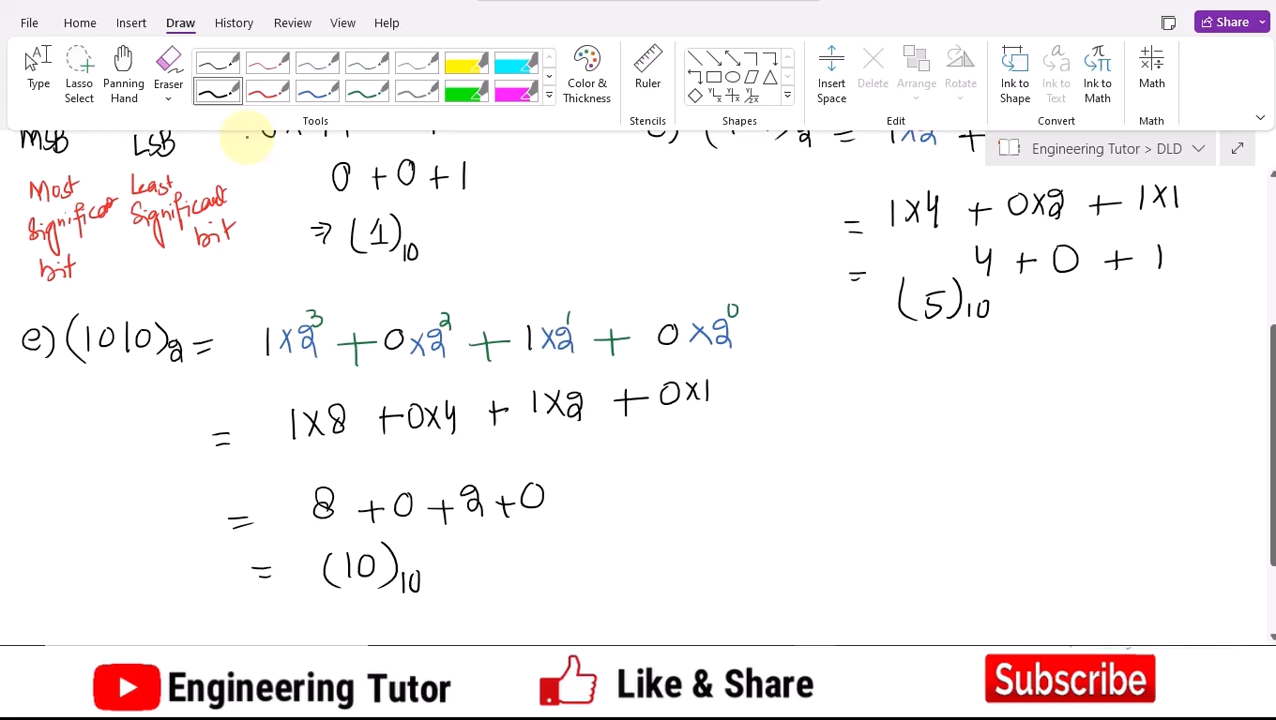 File Home Insert Draw History Review View Help Share
Type Lasso Select Panning Hand Eraser Color & Thickness Ruler Insert Space Delete Arrange Rotate Ink to Shape Ink to Text Ink to Math Math
Tools Stencils Shapes Edit Convert Math
Engineering Tutor > DLD
MSB LSB
Most Significat bit
Least Significant bit
0 + 0 + 1
⇒ (1)10
= 1x4 + 0x2 + 1x1
= 4 + 0 + 1
(5)10
e) (1010)2 = 1x2^3 + 0x2^2 + 1x2^1 + 0x2^0
= 1x8 + 0x4 + 1x2 + 0x1
= 8 + 0 + 2 + 0
= (10)10
Engineering Tutor Like & Share Subscribe